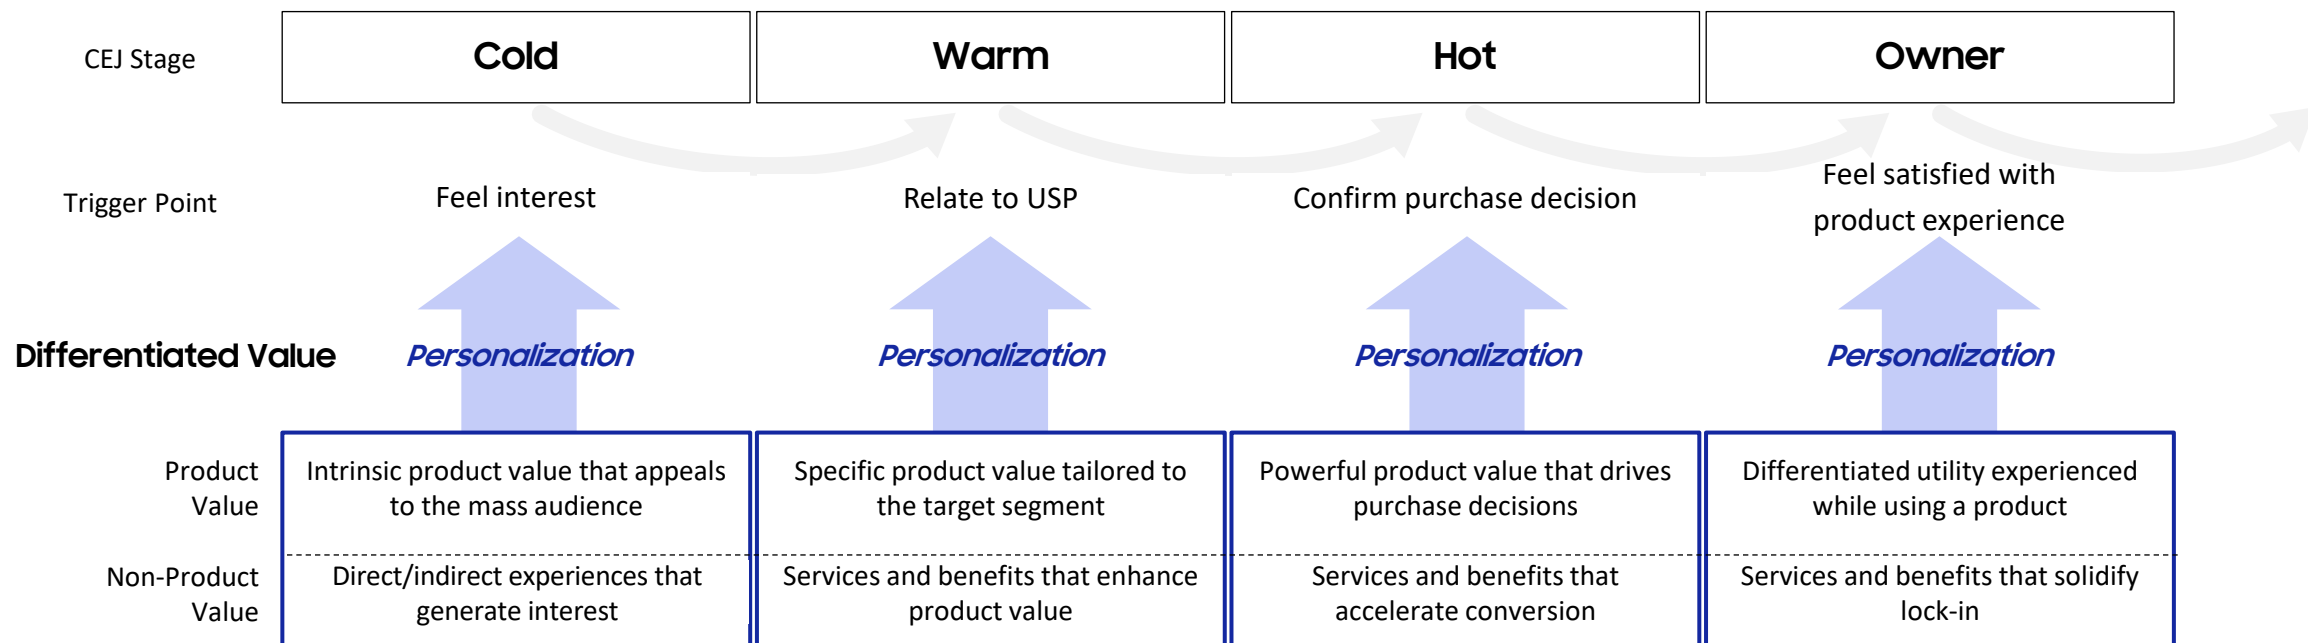 CEJ Stage
Cold
Warm
Hot
Owner
Trigger Point
Feel interest
Relate to USP
Confirm purchase decision
Feel satisfied with
product experience
Differentiated Value
Personalization
Personalization
Personalization
Personalization
Product
Value
Intrinsic product value that appeals
to the mass audience
Specific product value tailored to
the target segment
Powerful product value that drives
purchase decisions
Differentiated utility experienced
while using a product
Non-Product
Value
Direct/indirect experiences that
generate interest
Services and benefits that enhance
product value
Services and benefits that
accelerate conversion
Services and benefits that solidify
lock-in